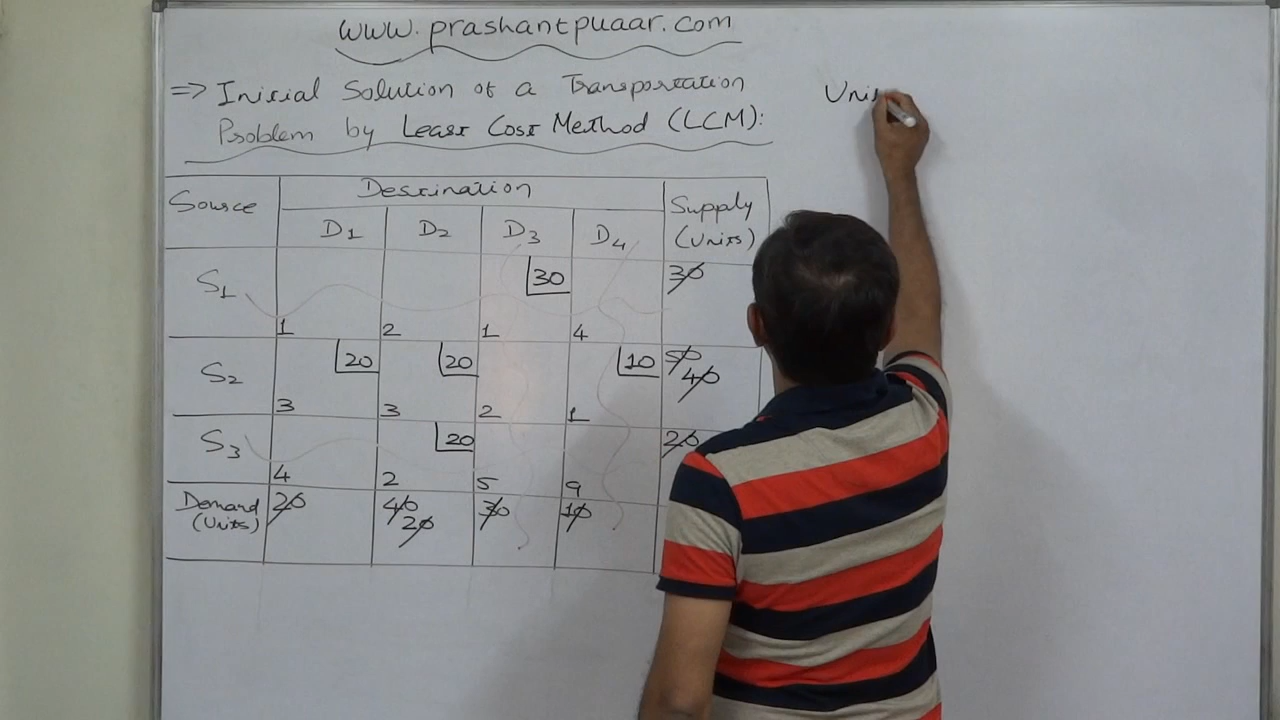 www.prashantpuaar.com
=> Initial Solution of a Transportation
Problem by Least Cost Method (LCM):
Unis
Source Destination Supply (Units)
D1 D2 D3 D4
S1 30 30
1 2 1 4
S2 20 20 10 50 40
3 3 2 1
S3 20 20
4 2 5 9
Demand (Units) 20 40 20 30 10